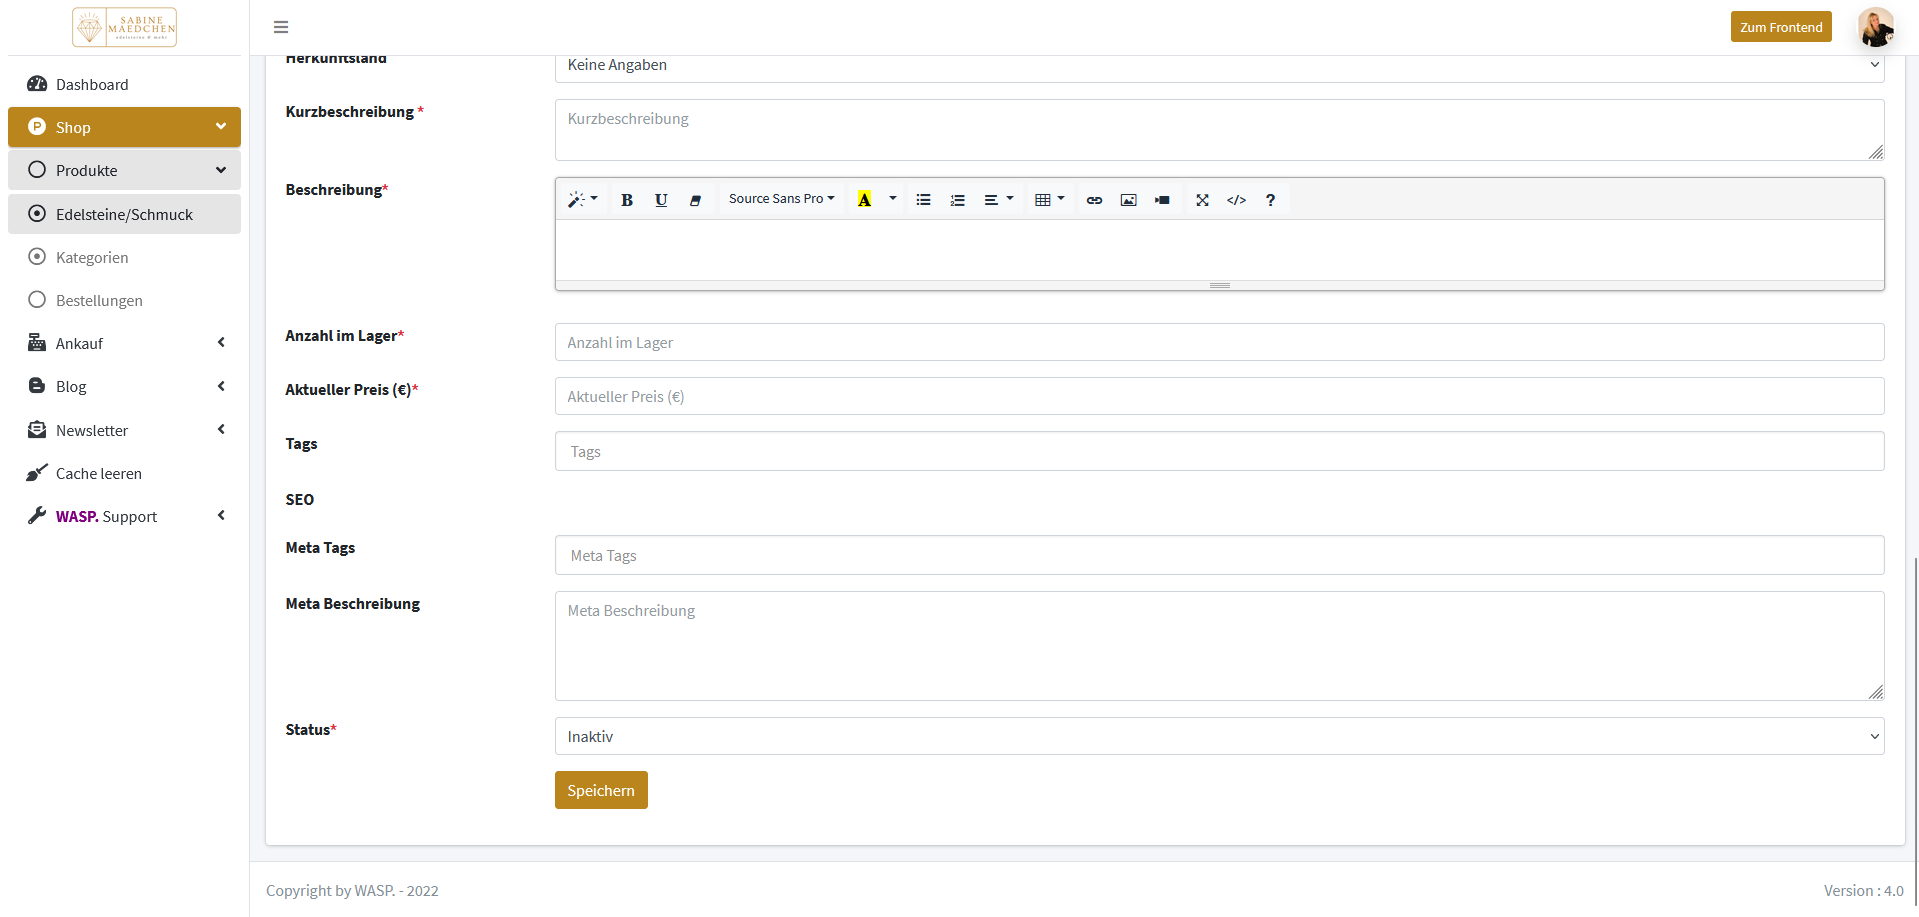 SABINE
MAEDCHEN
edelsteine & mehr
Zum Frontend
Dashboard
Shop
Produkte
Edelsteine/Schmuck
Kategorien
Bestellungen
Ankauf
Blog
Newsletter
Cache leeren
WASP. Support
Herkunftsland
Keine Angaben
Kurzbeschreibung *
Kurzbeschreibung
Beschreibung*
B U Source Sans Pro A </> ?
Anzahl im Lager*
Anzahl im Lager
Aktueller Preis (€)*
Aktueller Preis (€)
Tags
Tags
SEO
Meta Tags
Meta Tags
Meta Beschreibung
Meta Beschreibung
Status*
Inaktiv
Speichern
Copyright by WASP. - 2022
Version : 4.0